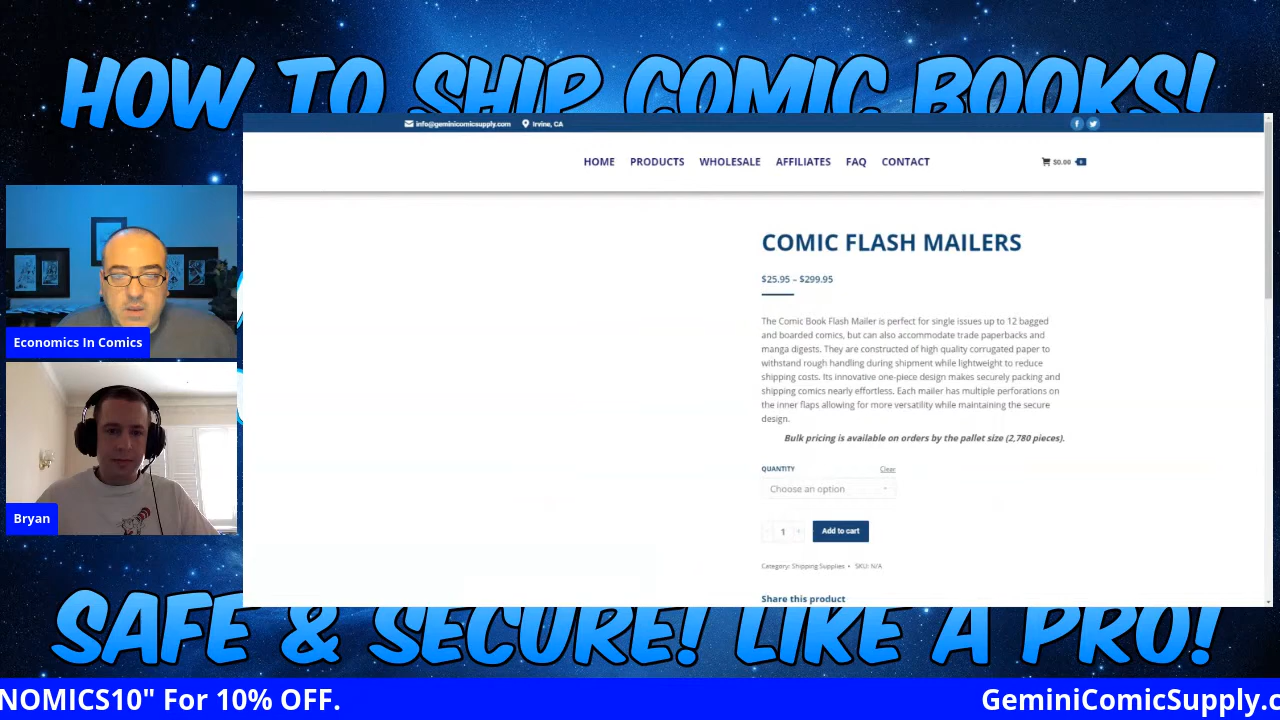 HOW TO SHIP COMIC BOOKS!
info@geminicomicsupply.com Irvine, CA
HOME PRODUCTS WHOLESALE AFFILIATES FAQ CONTACT
$0.00 0
COMIC FLASH MAILERS
$25.95 – $299.95
The Comic Book Flash Mailer is perfect for single issues up to 12 bagged
and boarded comics, but can also accommodate trade paperbacks and
manga digests. They are constructed of high quality corrugated paper to
withstand rough handling during shipment while lightweight to reduce
shipping costs. Its innovative one-piece design makes securely packing and
shipping comics nearly effortless. Each mailer has multiple perforations on
the inner flaps allowing for more versatility while maintaining the secure
design.
Bulk pricing is available on orders by the pallet size (2,780 pieces).
QUANTITY Clear
Choose an option
- 1 + Add to cart
Category: Shipping Supplies • SKU: N/A
Share this product
Economics In Comics
Bryan
SAFE & SECURE! LIKE A PRO!
NOMICS10" For 10% OFF. GeminiComicSupply.c